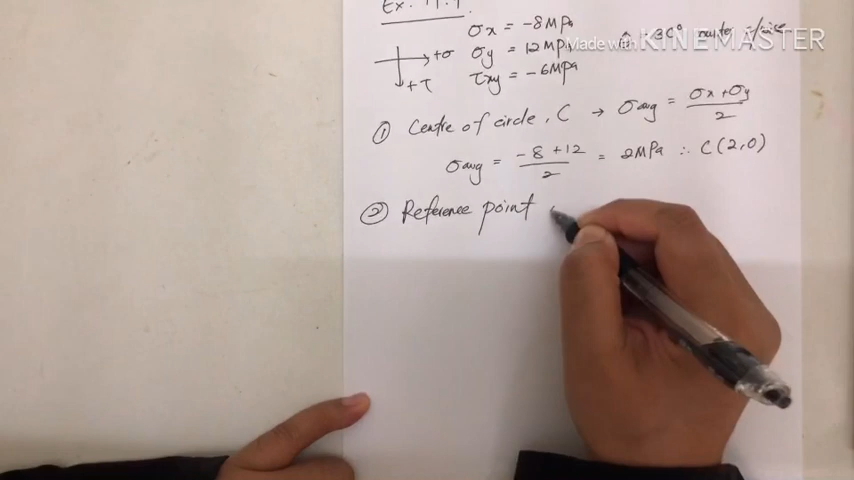 σx = -8MPa
+σ σy = 12MPa
Made with KINEMASTER
+τ τxy = -6MPa
① Centre of circle, C → σavg = σx + σy / 2
σavg = -8 + 12 / 2 = 2MPa ∴ C(2,0)
② Reference point